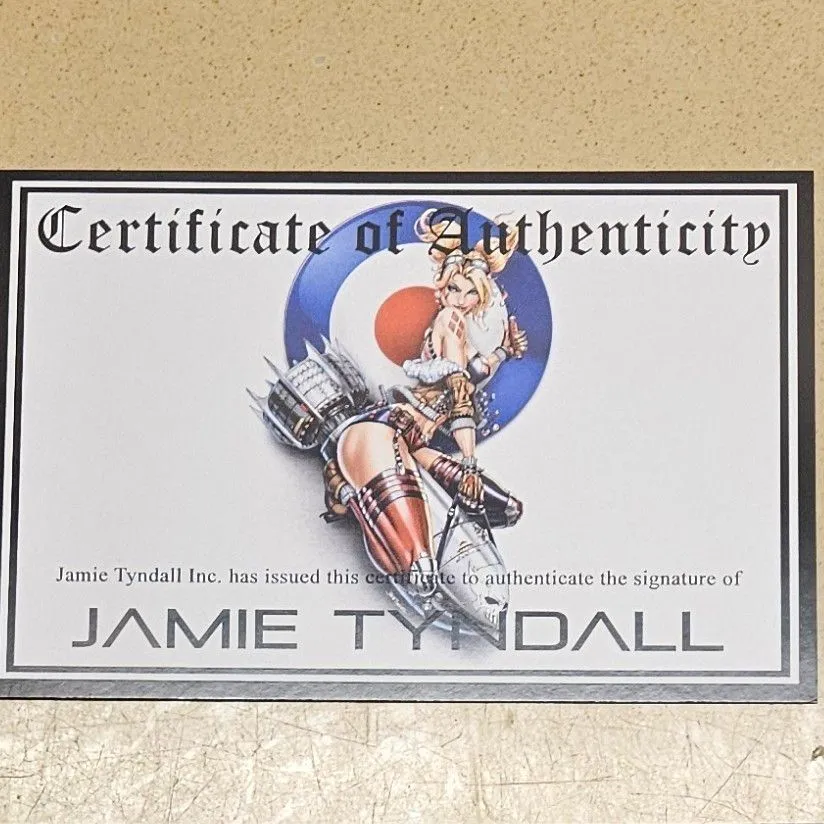 Certificate of Authenticity
Jamie Tyndall Inc. has issued this certificate to authenticate the signature of
JAMIE TYNDALL